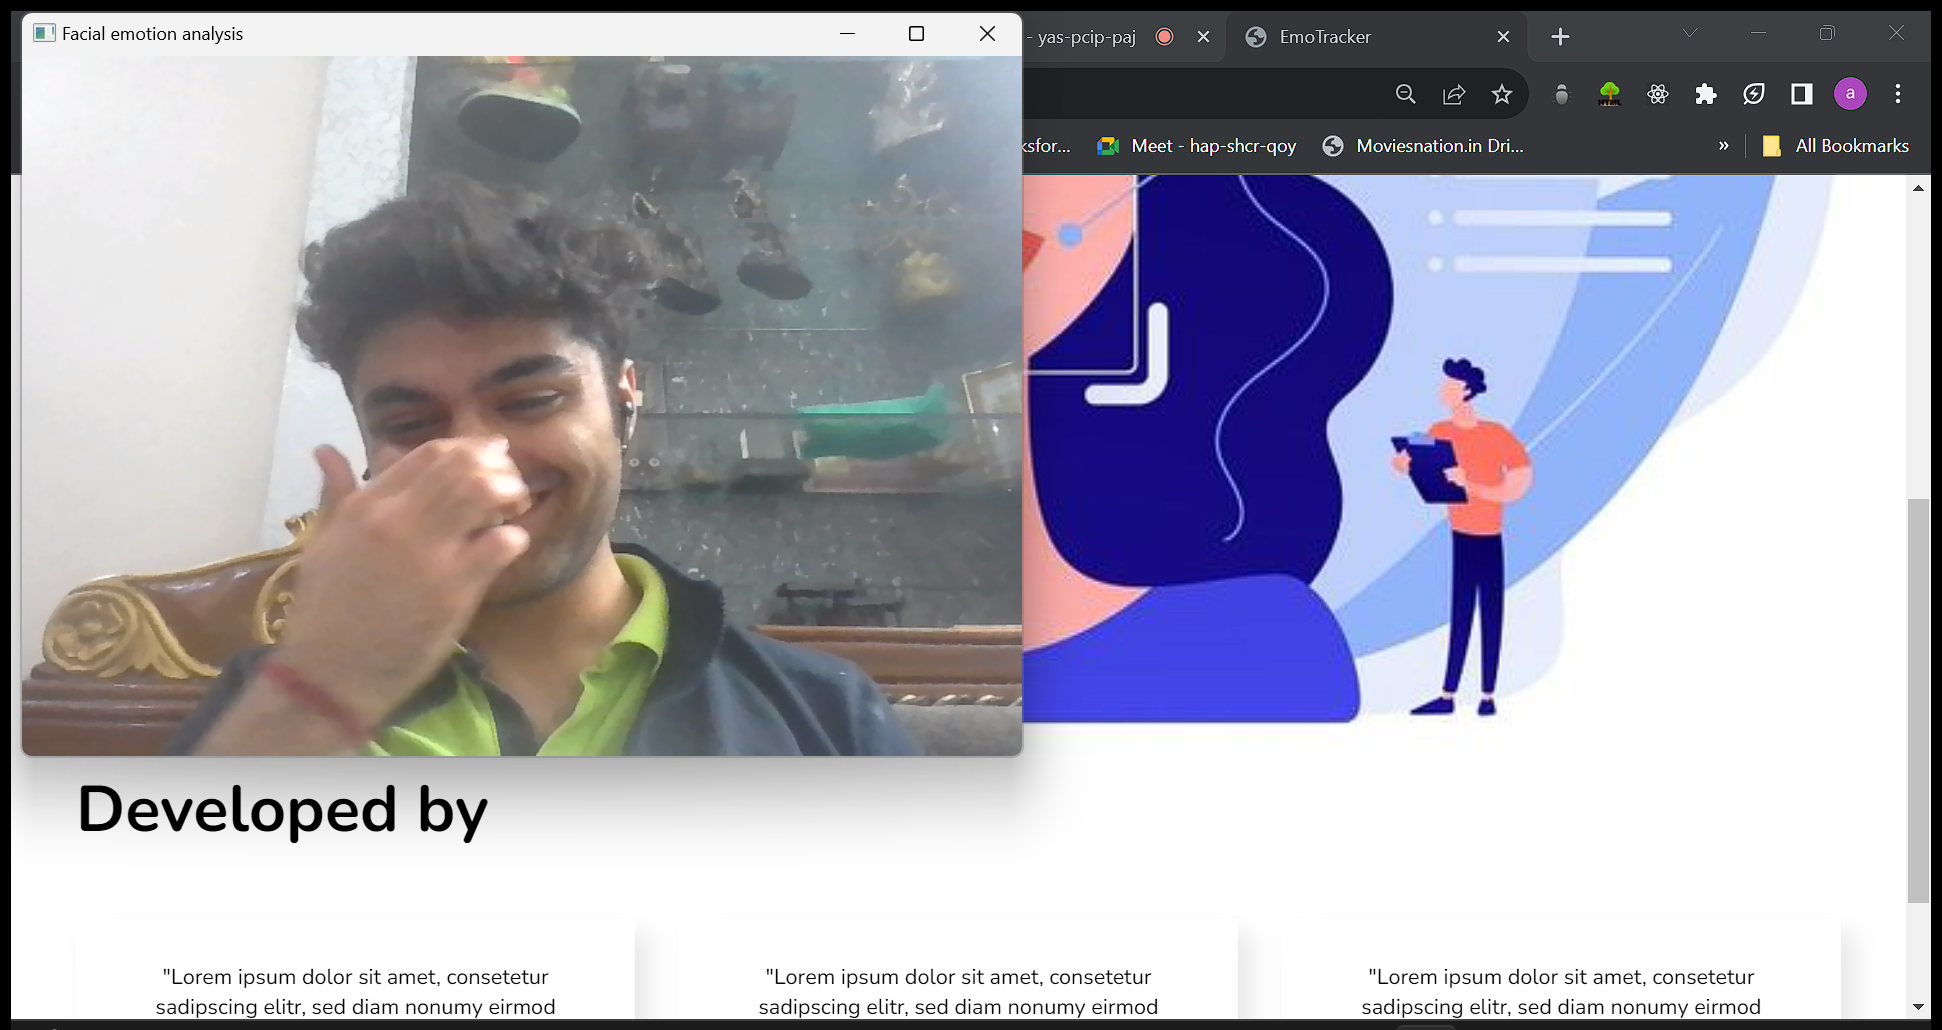 Facial emotion analysis
- yas-pcip-paj
EmoTracker
a
ksfor...
Meet - hap-shcr-qoy
Moviesnation.in Dri...
»
All Bookmarks
Developed by
"Lorem ipsum dolor sit amet, consetetur
sadipscing elitr, sed diam nonumy eirmod
"Lorem ipsum dolor sit amet, consetetur
sadipscing elitr, sed diam nonumy eirmod
"Lorem ipsum dolor sit amet, consetetur
sadipscing elitr, sed diam nonumy eirmod